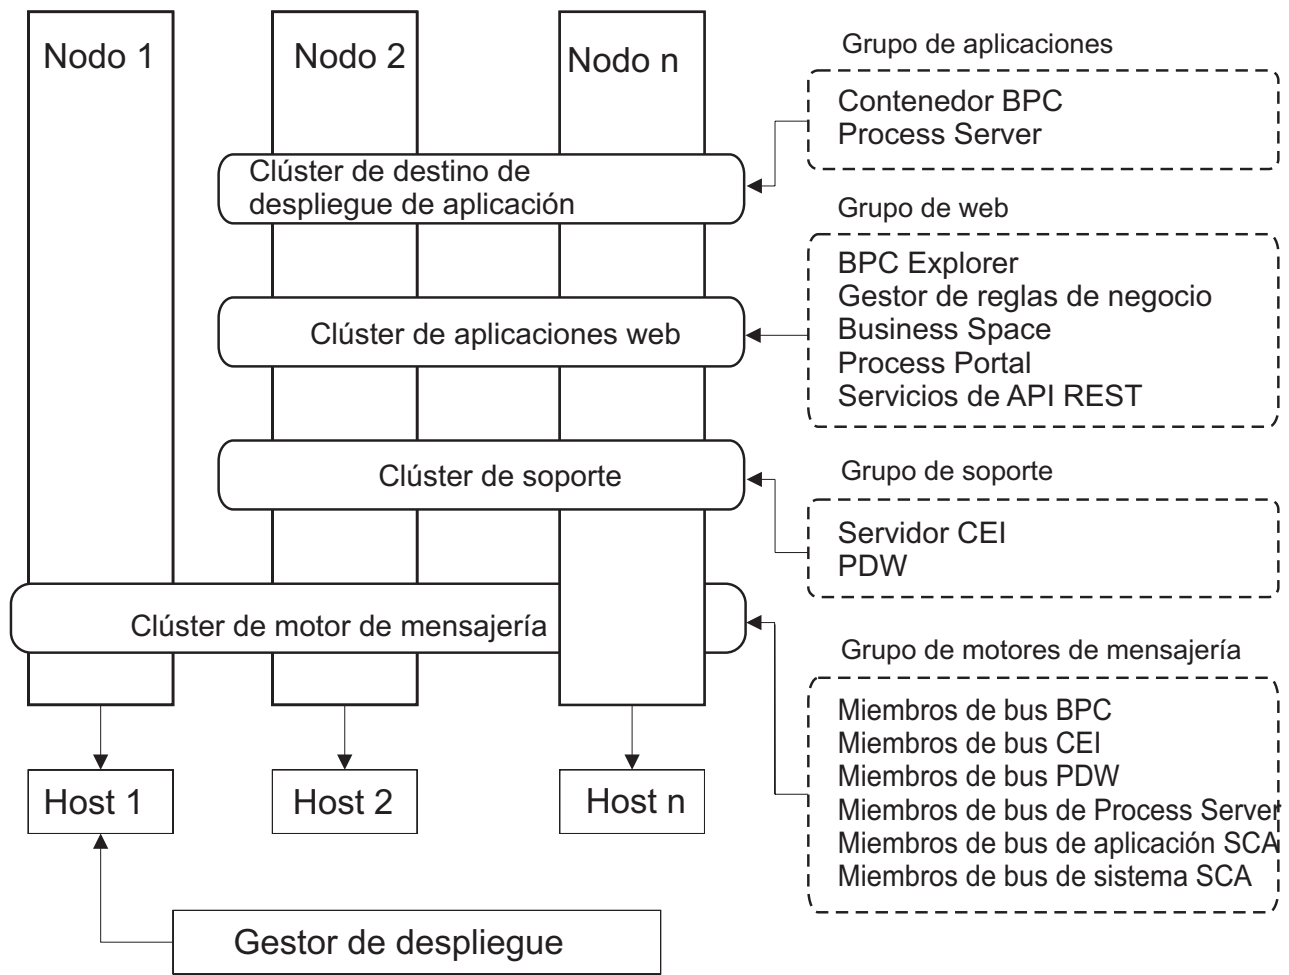 Nodo 1
Nodo 2
Nodo n
Clúster de destino de
despliegue de aplicación
Clúster de aplicaciones web
Clúster de soporte
Clúster de motor de mensajería
Host 1
Host 2
Host n
Gestor de despliegue
Grupo de aplicaciones
Contenedor BPC
Process Server
Grupo de web
BPC Explorer
Gestor de reglas de negocio
Business Space
Process Portal
Servicios de API REST
Grupo de soporte
Servidor CEI
PDW
Grupo de motores de mensajería
Miembros de bus BPC
Miembros de bus CEI
Miembros de bus PDW
Miembros de bus de Process Server
Miembros de bus de aplicación SCA
Miembros de bus de sistema SCA